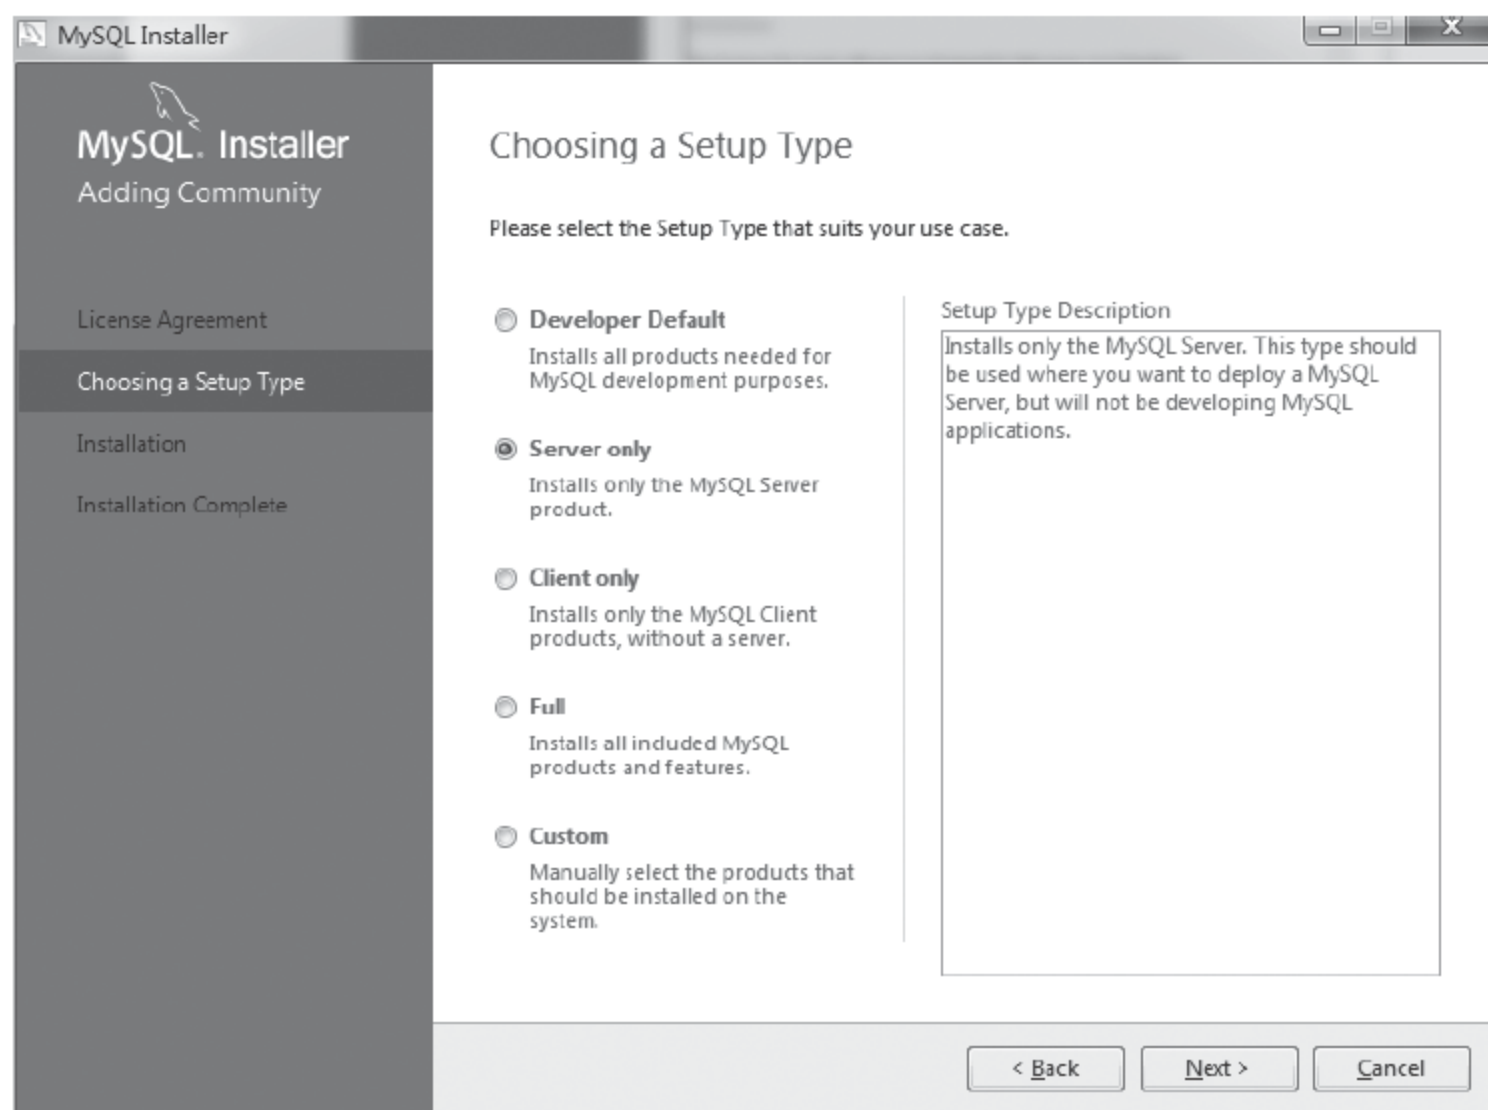 MySQL Installer
MySQL. Installer
Adding Community
License Agreement
Choosing a Setup Type
Installation
Installation Complete
Choosing a Setup Type
Please select the Setup Type that suits your use case.
Developer Default
Installs all products needed for
MySQL development purposes.
Server only
Installs only the MySQL Server
product.
Client only
Installs only the MySQL Client
products, without a server.
Full
Installs all included MySQL
products and features.
Custom
Manually select the products that
should be installed on the
system.
Setup Type Description
Installs only the MySQL Server. This type should
be used where you want to deploy a MySQL
Server, but will not be developing MySQL
applications.
< Back
Next >
Cancel